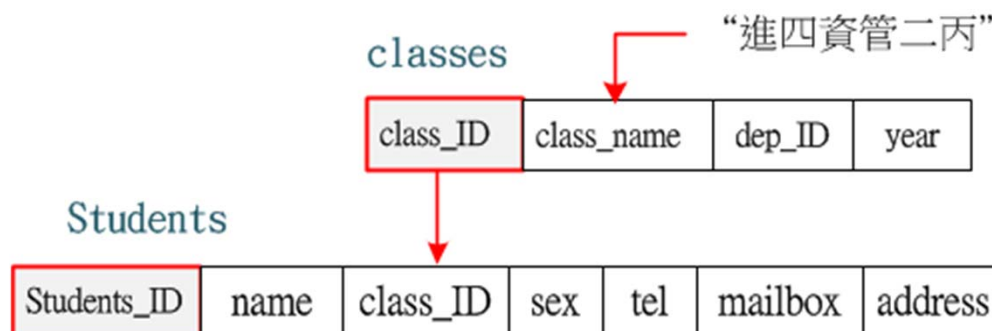 “進四資管二丙”
classes
class_ID class_name dep_ID year
Students
Students_ID name class_ID sex tel mailbox address